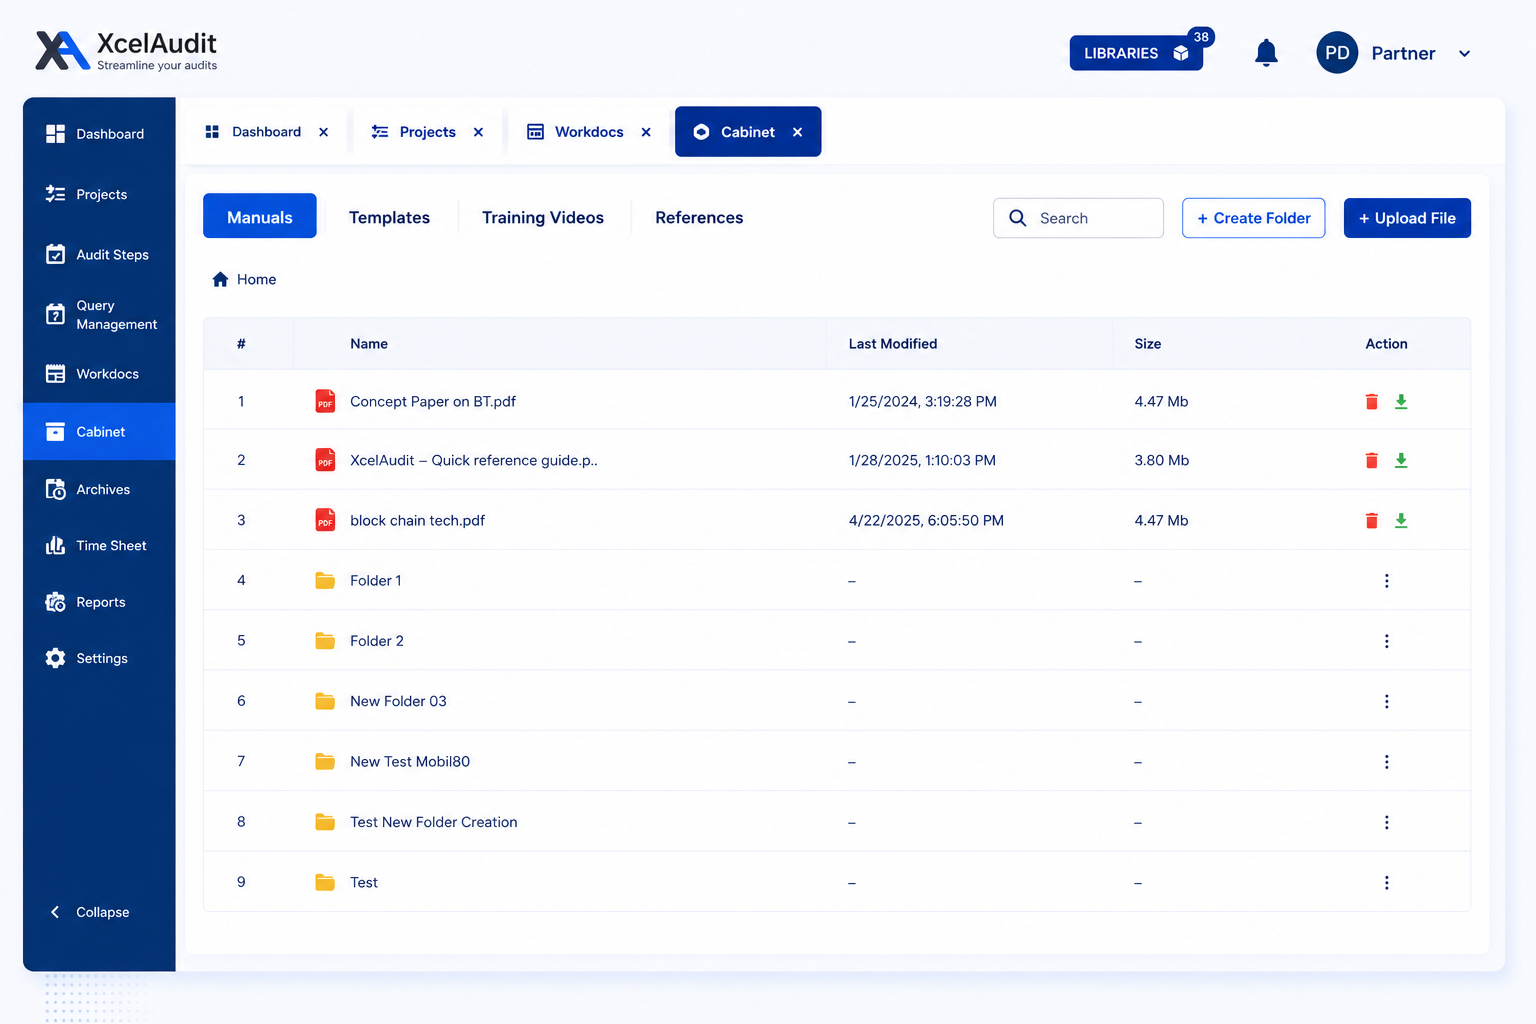 XcelAudit
Streamline your audits
LIBRARIES
38
PD
Partner
Dashboard
Projects
Audit Steps
Query
Management
Workdocs
Cabinet
Archives
Time Sheet
Reports
Settings
Collapse
Dashboard × Projects × Workdocs × Cabinet ×
Manuals Templates Training Videos References Search + Create Folder + Upload File
Home
# Name Last Modified Size Action
1 PDF Concept Paper on BT.pdf 1/25/2024, 3:19:28 PM 4.47 Mb
2 PDF XcelAudit – Quick reference guide.p.. 1/28/2025, 1:10:03 PM 3.80 Mb
3 PDF block chain tech.pdf 4/22/2025, 6:05:50 PM 4.47 Mb
4 Folder 1 – –
5 Folder 2 – –
6 New Folder 03 – –
7 New Test Mobil80 – –
8 Test New Folder Creation – –
9 Test – –